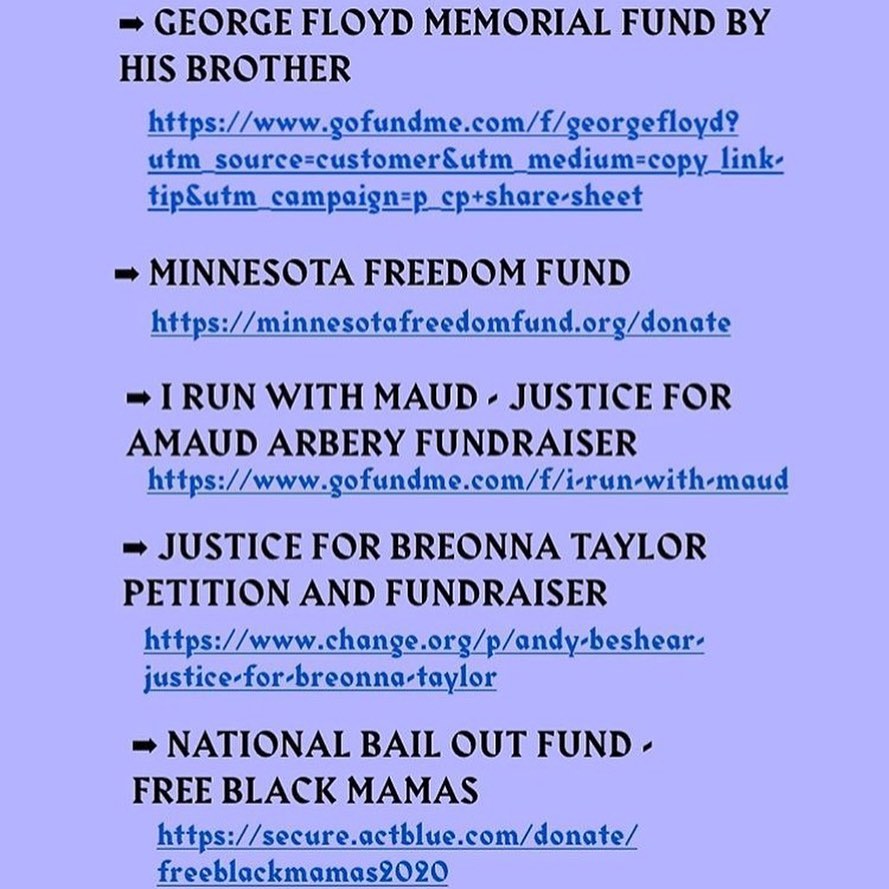 ➡ GEORGE FLOYD MEMORIAL FUND BY
HIS BROTHER
https://www.gofundme.com/f/georgefloyd?
utm_source=customer&utm_medium=copy_link-
tip&utm_campaign=p_cp+share-sheet
➡ MINNESOTA FREEDOM FUND
https://minnesotafreedomfund.org/donate
➡ I RUN WITH MAUD - JUSTICE FOR
AMAUD ARBERY FUNDRAISER
https://www.gofundme.com/f/i-run-with-maud
➡ JUSTICE FOR BREONNA TAYLOR
PETITION AND FUNDRAISER
https://www.change.org/p/andy-beshear-
justice-for-breonna-taylor
➡ NATIONAL BAIL OUT FUND -
FREE BLACK MAMAS
https://secure.actblue.com/donate/
freeblackmamas2020